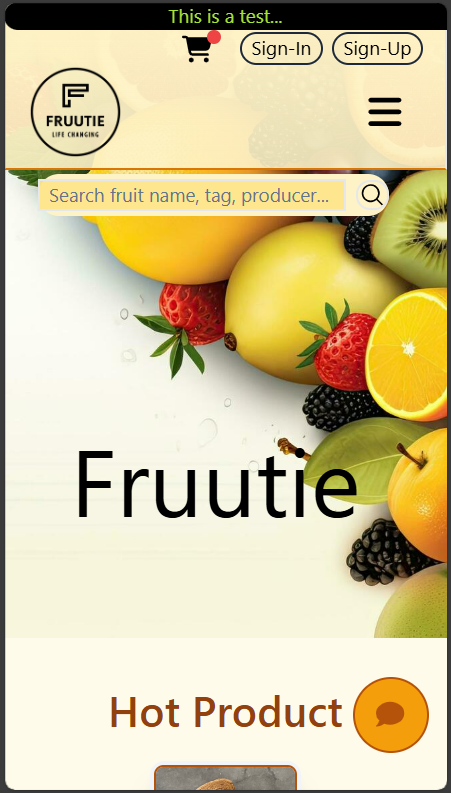 This is a test...
Sign-In
Sign-Up
F
FRUUTIE
LIFE CHANGING
Search fruit name, tag, producer...
Fruutie
Hot Product